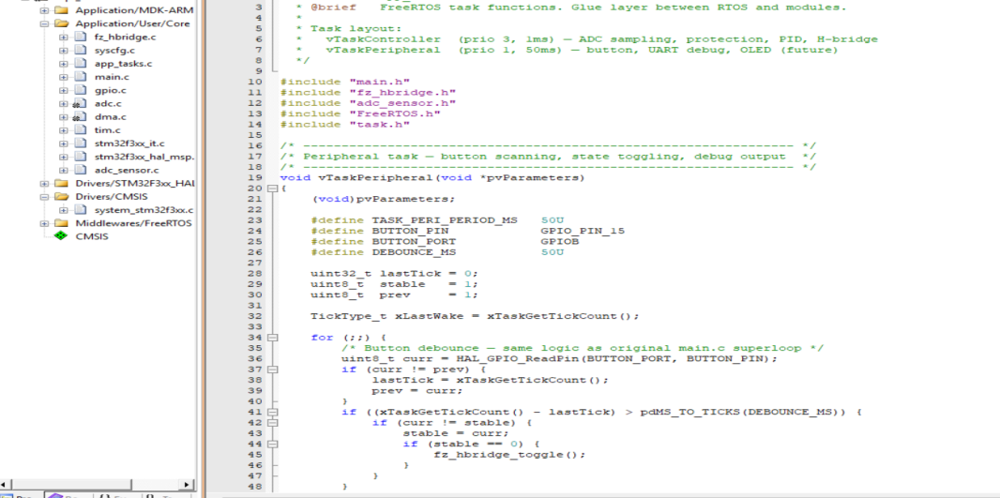 Application/MDK-ARM
Application/User/Core
fz_hbridge.c
syscfg.c
app_tasks.c
main.c
gpio.c
adc.c
dma.c
tim.c
stm32f3xx_it.c
stm32f3xx_hal_msp.
adc_sensor.c
Drivers/STM32F3xx_HAL
Drivers/CMSIS
system_stm32f3xx.c
Middlewares/FreeRTOS
CMSIS
3 * @brief FreeRTOS task functions. Glue layer between RTOS and modules.
4 *
5 * Task layout:
6 * vTaskController (prio 3, 1ms) — ADC sampling, protection, PID, H-bridge
7 * vTaskPeripheral (prio 1, 50ms) — button, UART debug, OLED (future)
8 */
9
10 #include "main.h"
11 #include "fz_hbridge.h"
12 #include "adc_sensor.h"
13 #include "FreeRTOS.h"
14 #include "task.h"
15
16 /* ---------------------------------------------------------------- */
17 /* Peripheral task — button scanning, state toggling, debug output */
18 /* ---------------------------------------------------------------- */
19 void vTaskPeripheral(void *pvParameters)
20 {
21 (void)pvParameters;
22
23 #define TASK_PERI_PERIOD_MS 50U
24 #define BUTTON_PIN GPIO_PIN_15
25 #define BUTTON_PORT GPIOB
26 #define DEBOUNCE_MS 50U
27
28 uint32_t lastTick = 0;
29 uint8_t stable = 1;
30 uint8_t prev = 1;
31
32 TickType_t xLastWake = xTaskGetTickCount();
33
34 for (;;) {
35 /* Button debounce — same logic as original main.c superloop */
36 uint8_t curr = HAL_GPIO_ReadPin(BUTTON_PORT, BUTTON_PIN);
37 if (curr != prev) {
38 lastTick = xTaskGetTickCount();
39 prev = curr;
40 }
41 if ((xTaskGetTickCount() - lastTick) > pdMS_TO_TICKS(DEBOUNCE_MS)) {
42 if (curr != stable) {
43 stable = curr;
44 if (stable == 0) {
45 fz_hbridge_toggle();
46 }
47 }
48 }